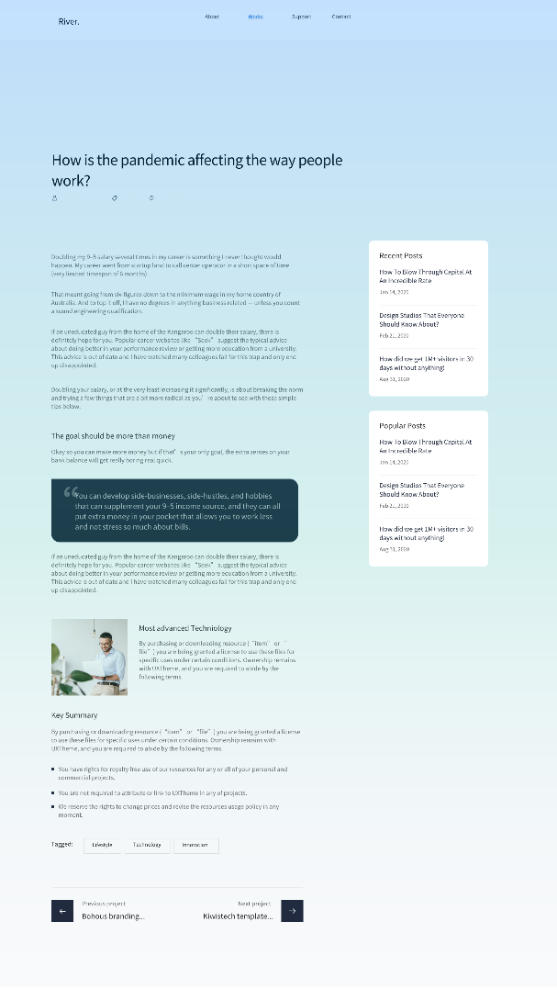 River.
About
Works
Support
Contact
How is the pandemic affecting the way people
work?
Doubling my 9–5 salary several times in my career is something I never thought would
happen. My career went from startup land to call center operator in a short space of time
(very limited timespan of 6 months)
That meant going from six-figures down to the minimum wage in my home country of
Australia. And to top it off, I have no degrees in anything business related — unless you count
a sound engineering qualification.
If an uneducated guy from the home of the Kangaroo can double their salary, there is
definitely hope for you. Popular career websites like “Seek” suggest the typical advice
about doing better in your performance review or getting more education from a university.
This advice is out of date and I have watched many colleagues fail for this trap and only end
up disappointed.
Doubling your salary, or at the very least increasing it significantly, is about breaking the norm
and trying a few things that are a bit more radical as you’re about to see with these simple
tips below.
The goal should be more than money
Okay so you can make more money but if that’s your only goal, the extra zeroes on your
bank balance will get really boring real quick.
“
You can develop side-businesses, side-hustles, and hobbies
that can supplement your 9–5 income source, and they can all
put extra money in your pocket that allows you to work less
and not stress so much about bills.
If an uneducated guy from the home of the Kangaroo can double their salary, there is
definitely hope for you. Popular career websites like “Seek” suggest the typical advice
about doing better in your performance review or getting more education from a university.
This advice is out of date and I have watched many colleagues fail for this trap and only end
up disappointed.
Most advanced Techniology
By purchasing or downloading resource (“item” or “
file”) you are being granted a license to use these files for
specific uses under certain conditions. Ownership remains
with UXTheme, and you are required to abide by the
following terms.
Key Summary
By purchasing or downloading resource (“item” or “file”) you are being granted a license
to use these files for specific uses under certain conditions. Ownership remains with
UXTheme, and you are required to abide by the following terms.
You have rights for royalty free use of our resources for any or all of your personal and
commercial projects.
You are not required to attribute or link to UXTheme in any of projects.
We reserve the rights to change prices and revise the resources usage policy in any
moment.
Tagged:
Lifestyle
Technology
Innovation
Previous project
Bohous branding...
Next project
Kiwistech template...
Recent Posts
How To Blow Through Capital At
An Incredible Rate
Jan 14, 2020
Design Studios That Everyone
Should Know About?
Feb 21, 2020
How did we get 1M+ visitors in 30
days without anything!
Aug 31, 2020
Popular Posts
How To Blow Through Capital At
An Incredible Rate
Jan 14, 2020
Design Studios That Everyone
Should Know About?
Feb 21, 2020
How did we get 1M+ visitors in 30
days without anything!
Aug 31, 2020